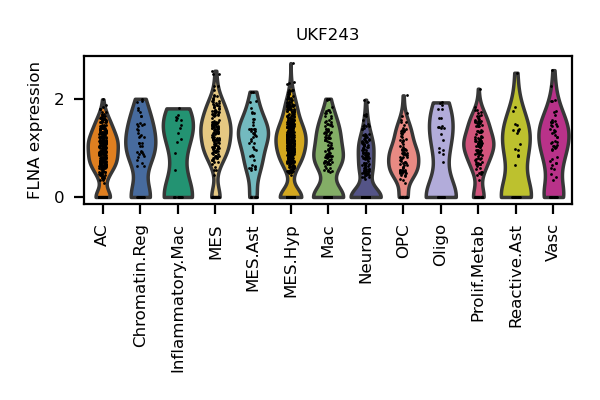 UKF243
FLNA expression
2
0
AC
Chromatin.Reg
Inflammatory.Mac
MES
MES.Ast
MES.Hyp
Mac
Neuron
OPC
Oligo
Prolif.Metab
Reactive.Ast
Vasc